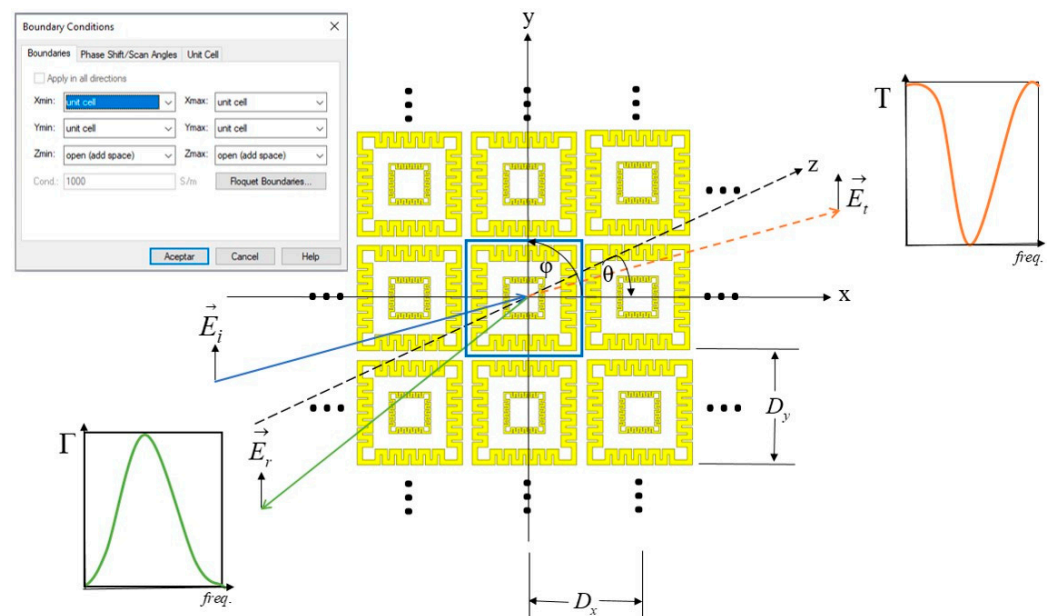 Boundary Conditions
Boundaries Phase Shift/Scan Angles Unit Cell
Apply in all directions
Xmin: unit cell Xmax: unit cell
Ymin: unit cell Ymax: unit cell
Zmin: open (add space) Zmax: open (add space)
Cond.: 1000 S/m Floquet Boundaries...
Aceptar Cancel Help
y
T
freq.
z
E_t
φ
θ
x
E_i
D_y
Γ
freq.
E_r
D_x